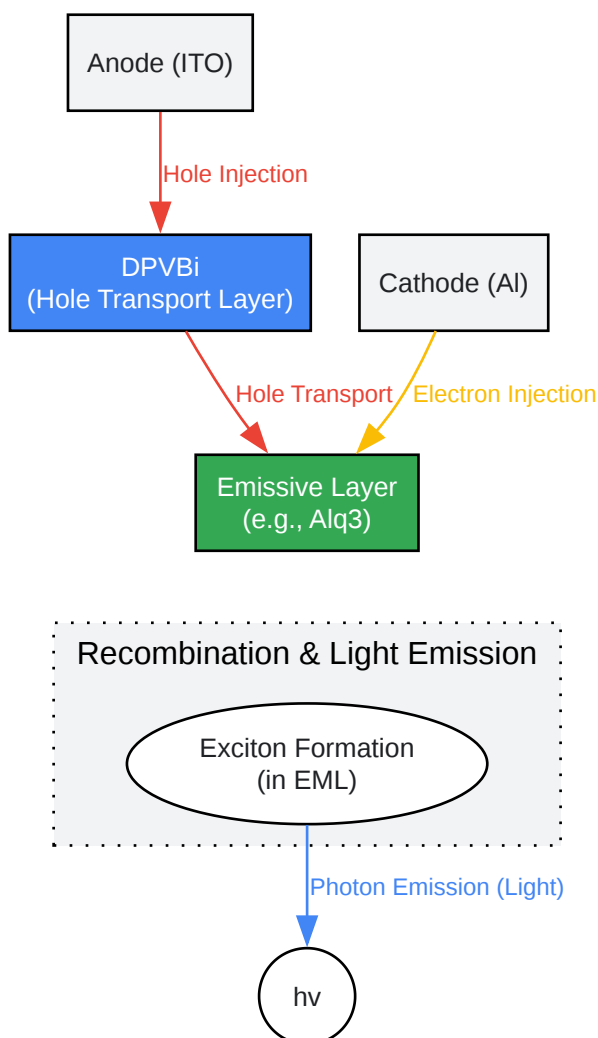 Anode (ITO)
Hole Injection
DPVBi
(Hole Transport Layer)
Cathode (Al)
Hole Transport
Electron Injection
Emissive Layer
(e.g., Alq3)
Recombination & Light Emission
Exciton Formation
(in EML)
Photon Emission (Light)
hv